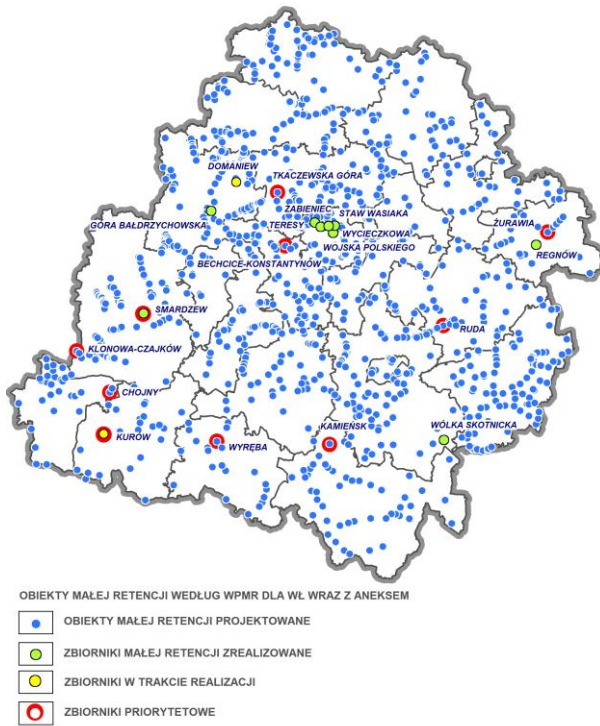 DOMANIEW
TKACZEWSKA GÓRA
ŻABIENIEC
STAW WASIAKA
TERESY
WYCIECZKOWA
GÓRA BAŁDRZYCHOWSKA
WOJSKA POLSKIEGO
ŻURAWIA
REGNÓW
BECHCICE-KONSTANTYNÓW
SMARDZEW
RUDA
KLONOWA-CZAJKÓW
CHOJNY
KURÓW
WYRĘBA
KAMIEŃSK
WÓLKA SKOTNICKA
OBIEKTY MAŁEJ RETENCJI WEDŁUG WPMR DLA WŁ WRAZ Z ANEKSEM
OBIEKTY MAŁEJ RETENCJI PROJEKTOWANE
ZBIORNIKI MAŁEJ RETENCJI ZREALIZOWANE
ZBIORNIKI W TRAKCIE REALIZACJI
ZBIORNIKI PRIORYTETOWE